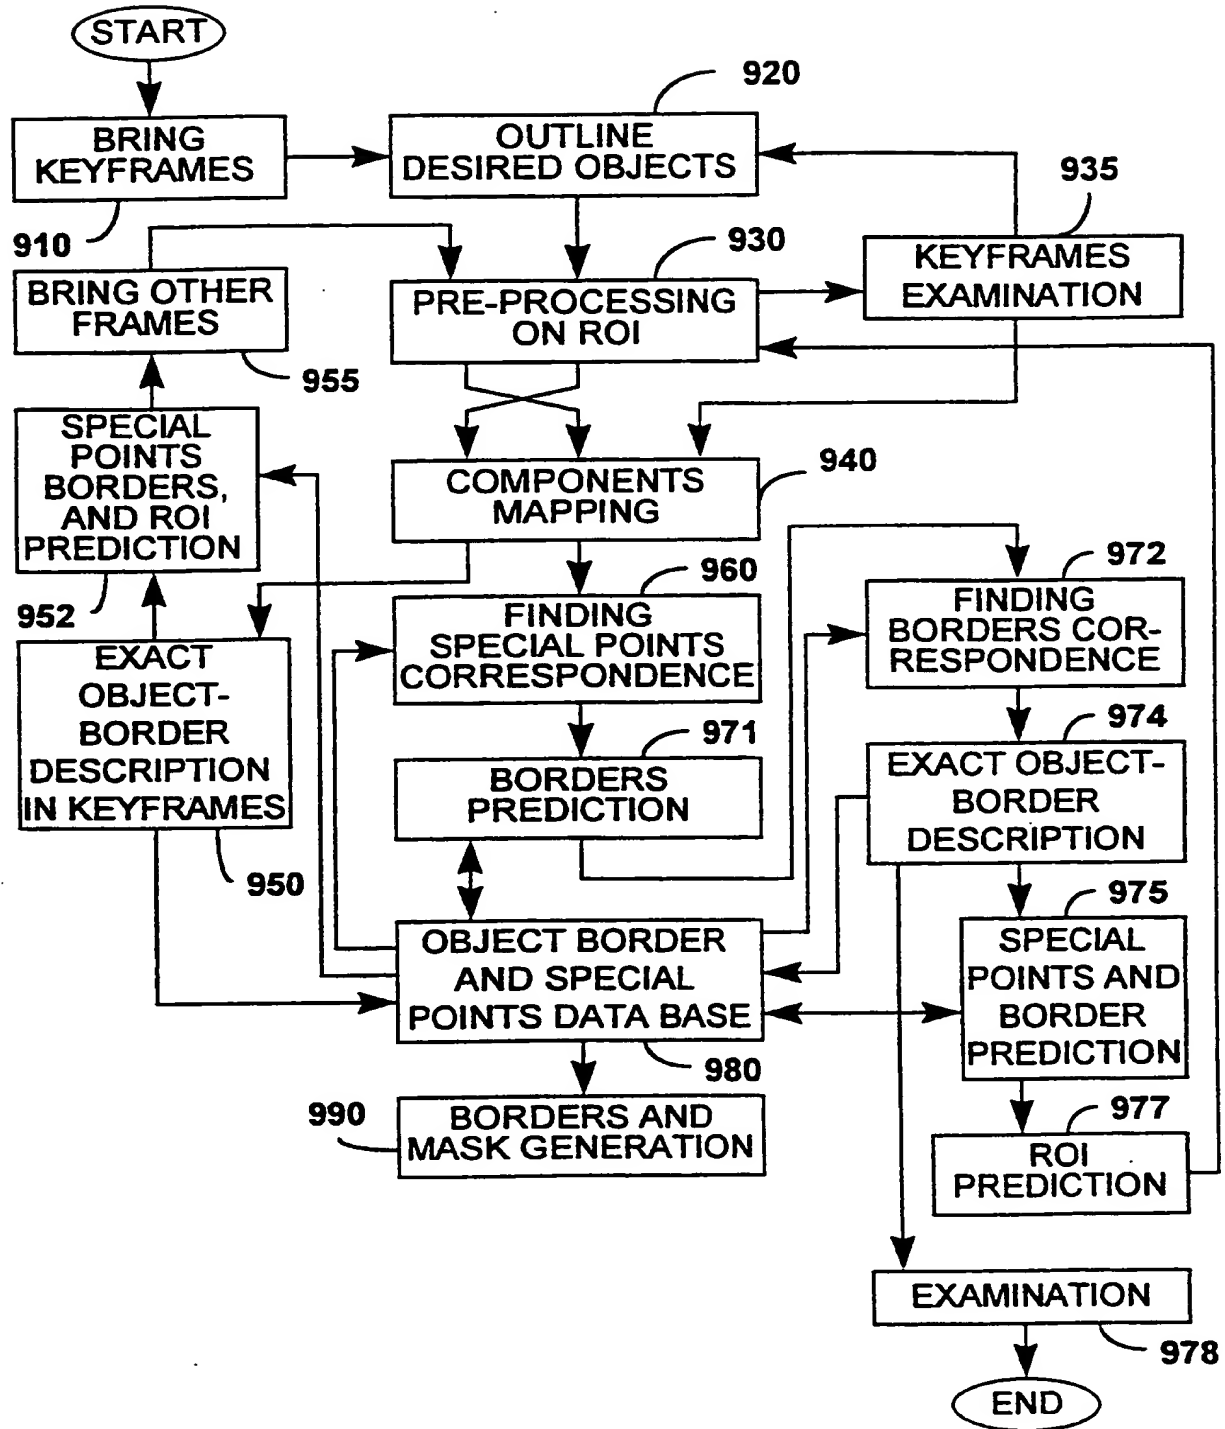 START
BRING
KEYFRAMES
910
OUTLINE
DESIRED OBJECTS
920
935
KEYFRAMES
EXAMINATION
930
PRE-PROCESSING
ON ROI
BRING OTHER
FRAMES
955
SPECIAL
POINTS
BORDERS,
AND ROI
PREDICTION
952
COMPONENTS
MAPPING
940
960
FINDING
SPECIAL POINTS
CORRESPONDENCE
972
FINDING
BORDERS COR-
RESPONDENCE
EXACT
OBJECT-
BORDER
DESCRIPTION
IN KEYFRAMES
950
971
BORDERS
PREDICTION
974
EXACT OBJECT-
BORDER
DESCRIPTION
OBJECT BORDER
AND SPECIAL
POINTS DATA BASE
980
975
SPECIAL
POINTS AND
BORDER
PREDICTION
990
BORDERS AND
MASK GENERATION
977
ROI
PREDICTION
EXAMINATION
978
END